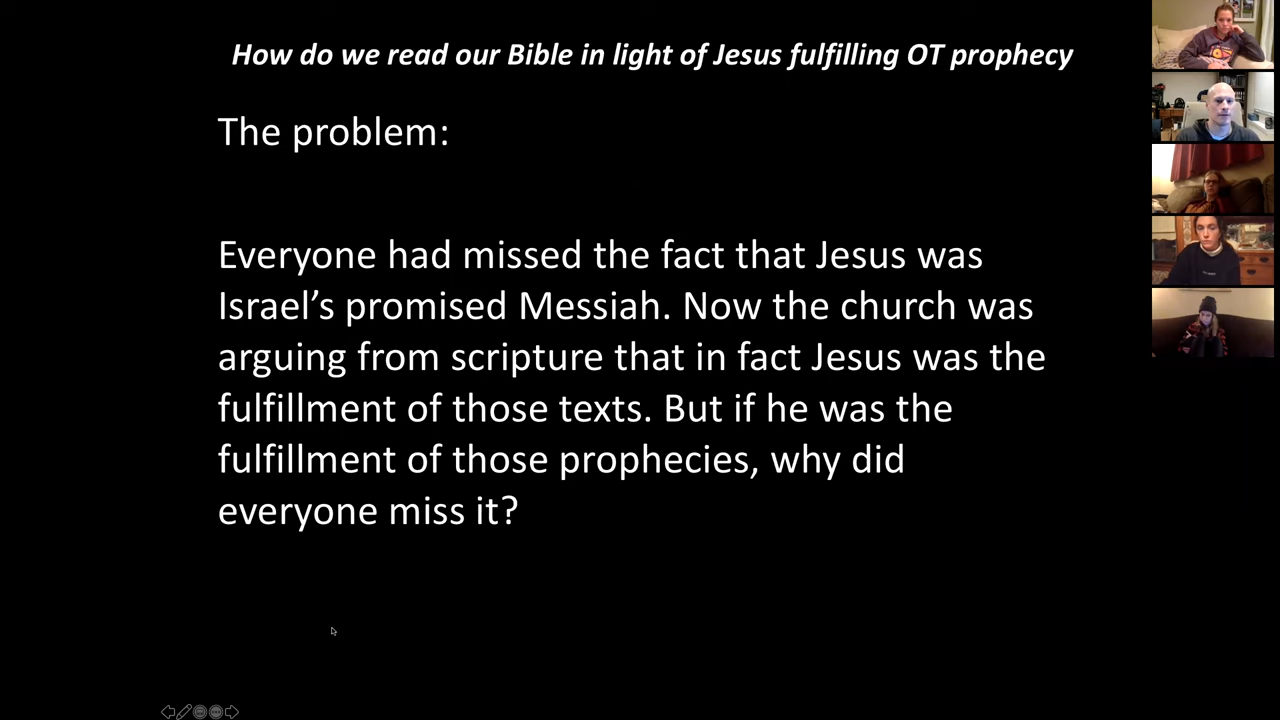 How do we read our Bible in light of Jesus fulfilling OT prophecy
The problem:
Everyone had missed the fact that Jesus was
Israel’s promised Messiah. Now the church was
arguing from scripture that in fact Jesus was the
fulfillment of those texts. But if he was the
fulfillment of those prophecies, why did
everyone miss it?